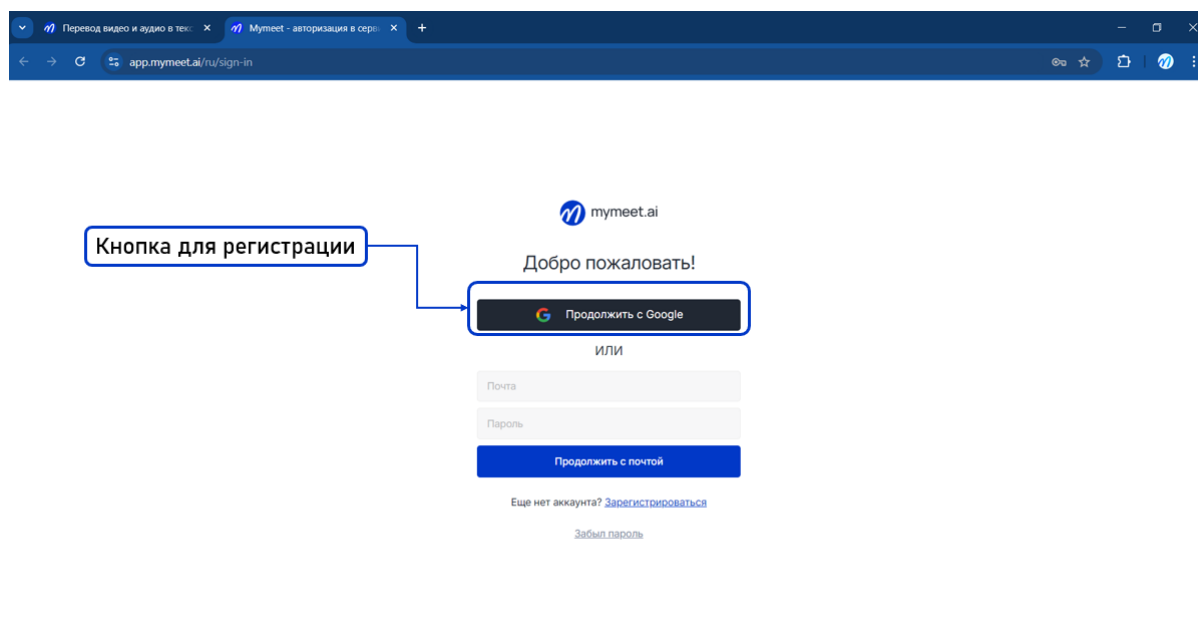 Перевод видео и аудио в текс
Mymeet - авторизация в серв
app.mymeet.ai/ru/sign-in
mymeet.ai
Кнопка для регистрации
Добро пожаловать!
Продолжить с Google
или
Почта
Пароль
Продолжить с почтой
Еще нет аккаунта? Зарегистрироваться
Забыл пароль